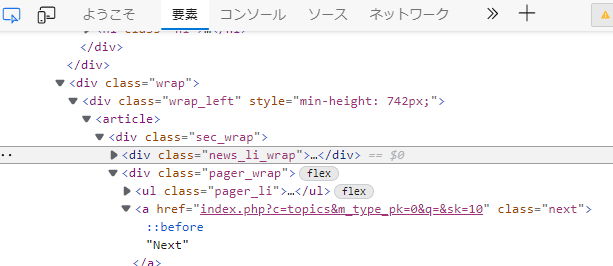 ようこそ 要素 コンソール ソース ネットワーク
</div>
</div>
<div class="wrap">
<div class="wrap_left" style="min-height: 742px;">
<article>
<div class="sec_wrap">
<div class="news_li_wrap">…</div> == $0
<div class="pager_wrap"> flex
<ul class="pager_li">…</ul> flex
<a href="index.php?c=topics&m_type_pk=0&q=&sk=10" class="next">
::before
"Next"
</a>